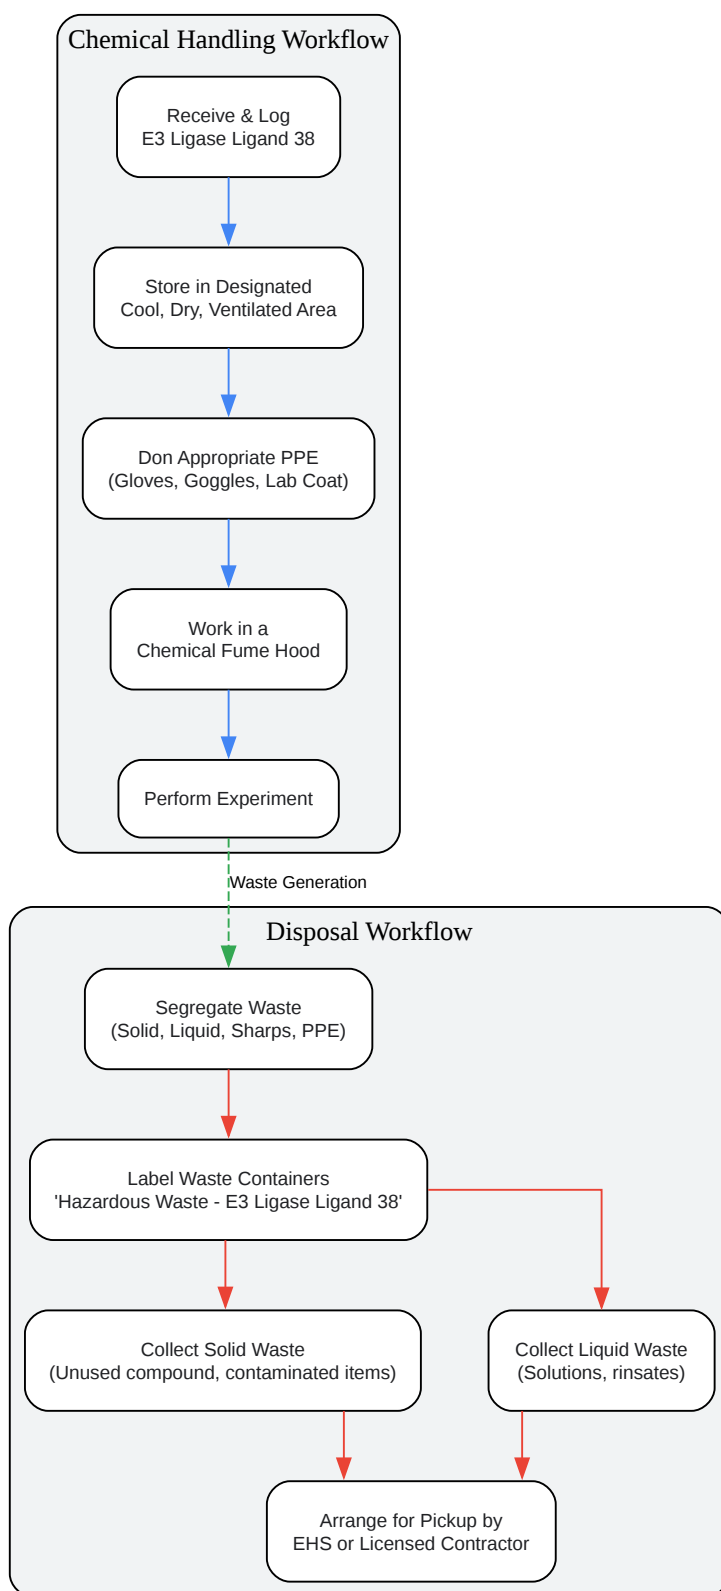 Chemical Handling Workflow
Receive & Log
E3 Ligase Ligand 38
Store in Designated
Cool, Dry, Ventilated Area
Don Appropriate PPE
(Gloves, Goggles, Lab Coat)
Work in a
Chemical Fume Hood
Perform Experiment
Waste Generation
Disposal Workflow
Segregate Waste
(Solid, Liquid, Sharps, PPE)
Label Waste Containers
'Hazardous Waste - E3 Ligase Ligand 38'
Collect Solid Waste
(Unused compound, contaminated items)
Collect Liquid Waste
(Solutions, rinsates)
Arrange for Pickup by
EHS or Licensed Contractor